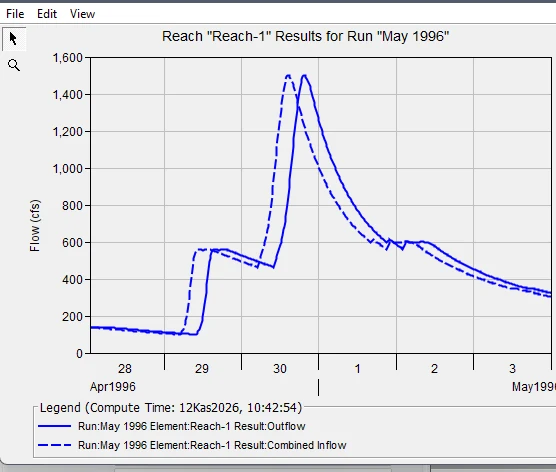 File Edit View
Reach "Reach-1" Results for Run "May 1996"
1,600
1,400
1,200
1,000
800
600
400
200
0
Flow (cfs)
28 29 30 1 2 3
Apr1996 May199
Legend (Compute Time: 12Kas2026, 10:42:54)
Run:May 1996 Element:Reach-1 Result:Outflow
Run:May 1996 Element:Reach-1 Result:Combined Inflow